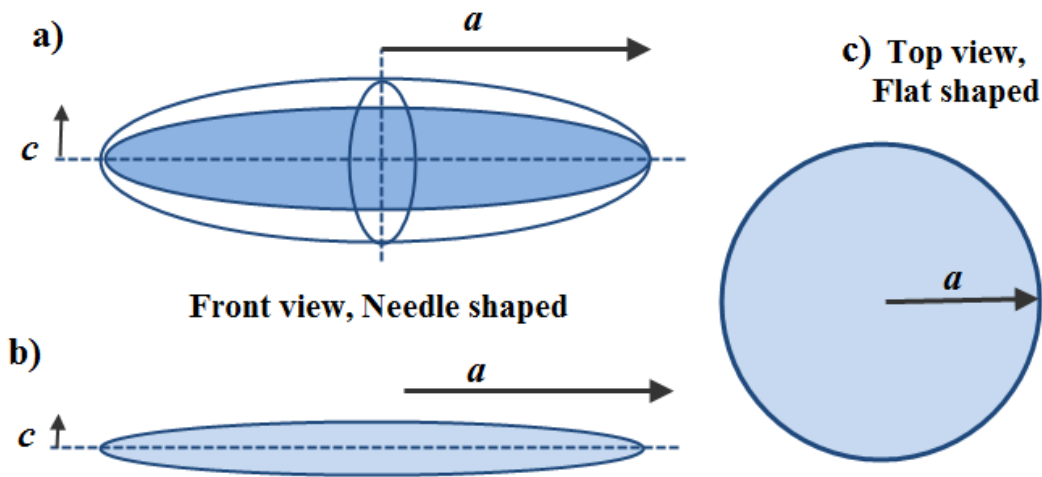 a)
a
c
Front view, Needle shaped
b)
a
c
c) Top view,
Flat shaped
a